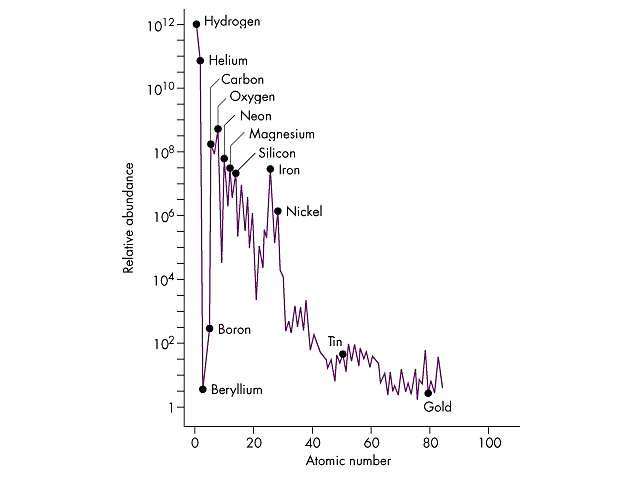 10¹² Hydrogen
Helium
Carbon
10¹⁰
Oxygen
Neon
Magnesium
10⁸
Silicon
Iron
Relative abundance
10⁶
Nickel
10⁴
Boron
10²
Tin
Beryllium
1
Gold
0 20 40 60 80 100
Atomic number